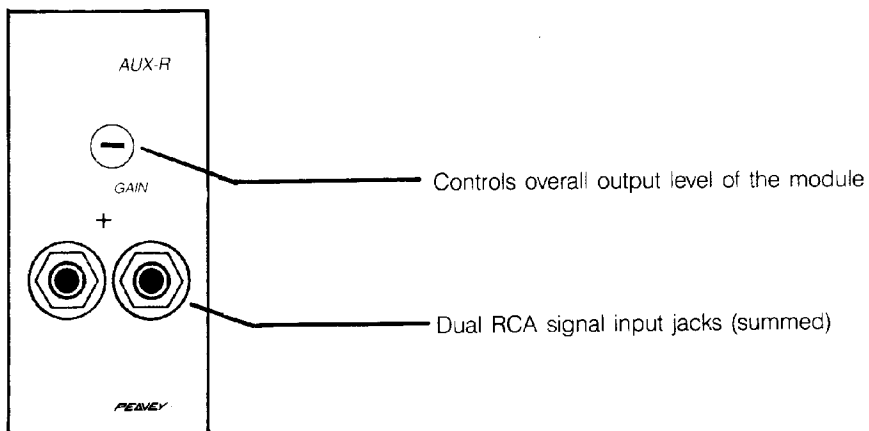 AUX-R
GAIN
+
Controls overall output level of the module
Dual RCA signal input jacks (summed)
PEAVEY